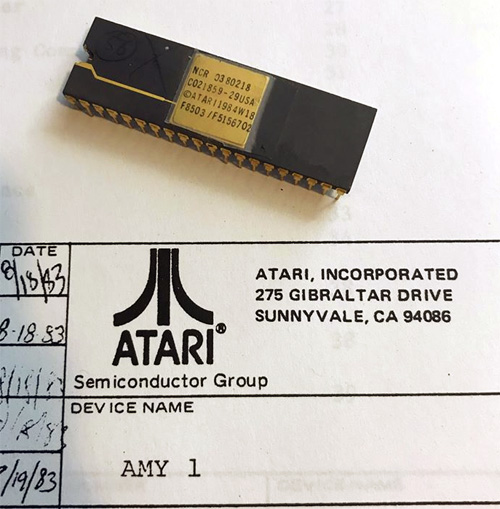 NCR 0380218
C021859-29USA
©ATARI1984W18
F8503/F5156702
DATE
8/18/83
8-18-83
7/19/83
ATARI®
Semiconductor Group
ATARI, INCORPORATED
275 GIBRALTAR DRIVE
SUNNYVALE, CA 94086
DEVICE NAME
AMY 1